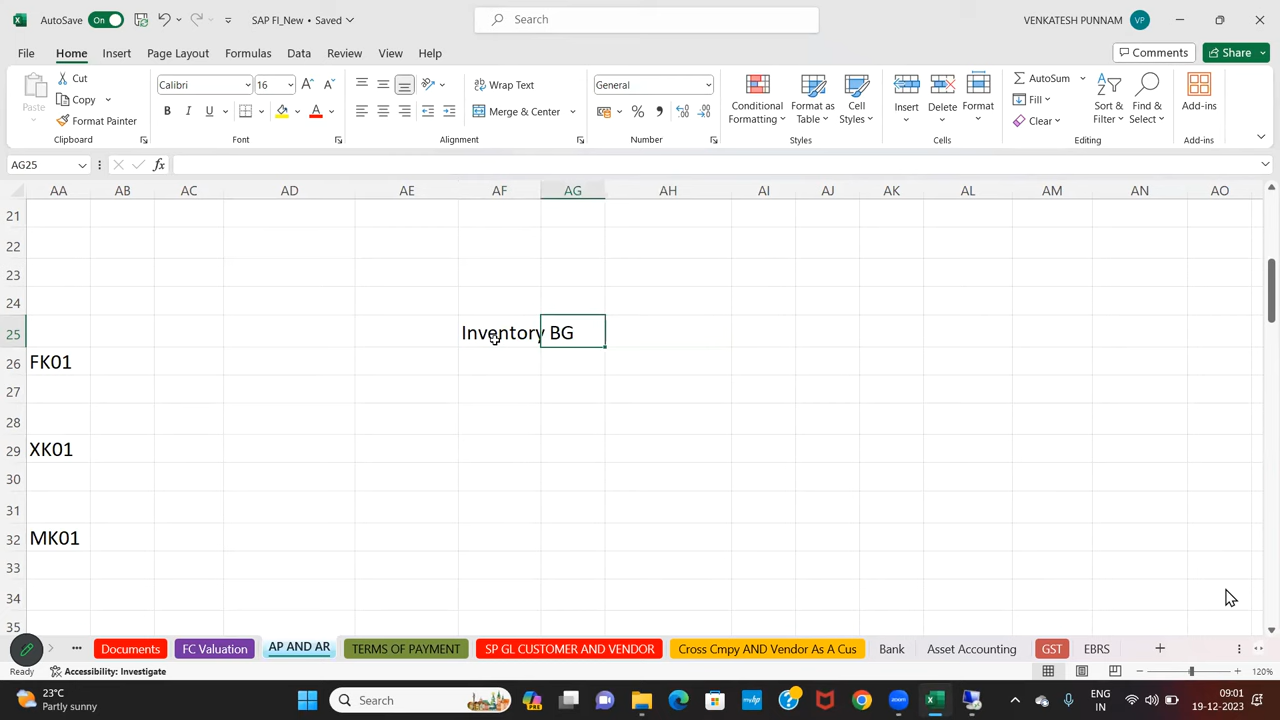 AutoSave On SAP FI_New • Saved Search VENKATESH PUNNAM VP
File Home Insert Page Layout Formulas Data Review View Help Comments Share
Paste Cut Copy Format Painter Clipboard
Calibri 16 A A B I U A Font
Wrap Text Merge & Center Alignment
General % , Number
Conditional Formatting Format as Table Cell Styles Styles
Insert Delete Format Cells
AutoSum Fill Clear Sort & Filter Find & Select Editing
Add-ins Add-ins
AG25 fx
AA AB AC AD AE AF AG AH AI AJ AK AL AM AN AO
21
22
23
24
25 Inventory BG
26 FK01
27
28
29 XK01
30
31
32 MK01
33
34
35
Documents FC Valuation AP AND AR TERMS OF PAYMENT SP GL CUSTOMER AND VENDOR Cross Cmpy AND Vendor As A Cus Bank Asset Accounting GST EBRS
Ready Accessibility: Investigate 120%
23°C Partly sunny Search ENG IN 09:01 19-12-2023